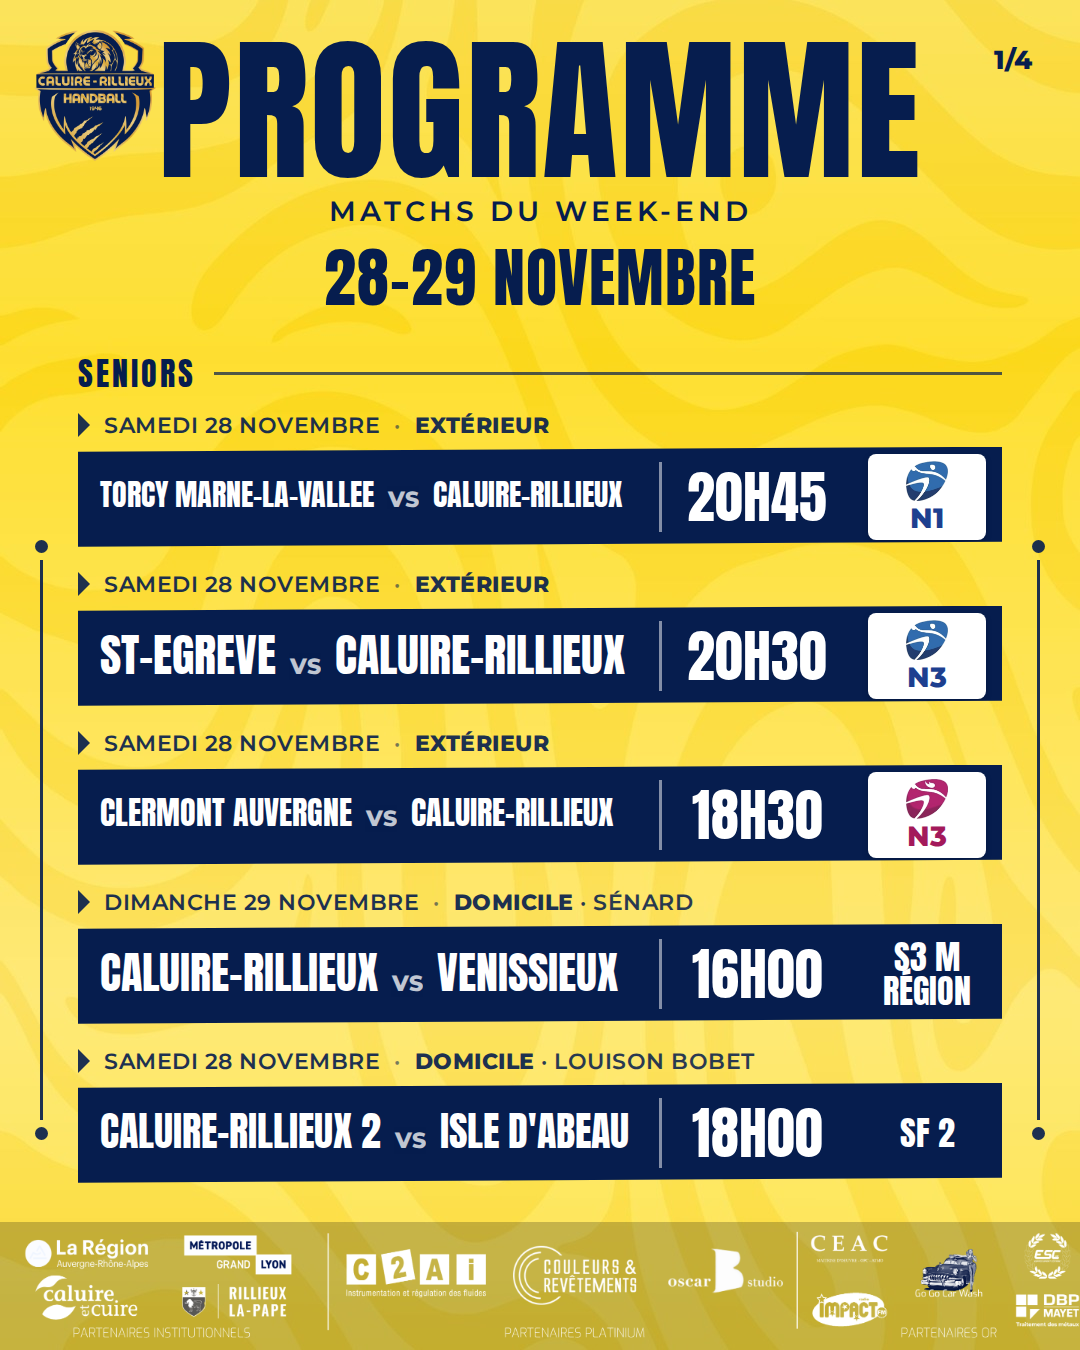 CALUIRE-RILLIEUX
HANDBALL
PROGRAMME
1/4
MATCHS DU WEEK-END
28-29 NOVEMBRE
SENIORS
SAMEDI 28 NOVEMBRE · EXTÉRIEUR
TORCY MARNE-LA-VALLEE vs CALUIRE-RILLIEUX 20H45 N1
SAMEDI 28 NOVEMBRE · EXTÉRIEUR
ST-EGREVE vs CALUIRE-RILLIEUX 20H30 N3
SAMEDI 28 NOVEMBRE · EXTÉRIEUR
CLERMONT AUVERGNE vs CALUIRE-RILLIEUX 18H30 N3
DIMANCHE 29 NOVEMBRE · DOMICILE · SÉNARD
CALUIRE-RILLIEUX vs VENISSIEUX 16H00 S3 M
RÉGION
SAMEDI 28 NOVEMBRE · DOMICILE · LOUISON BOBET
CALUIRE-RILLIEUX 2 vs ISLE D'ABEAU 18H00 SF 2
La Région
Auvergne-Rhône-Alpes
MÉTROPOLE
GRAND LYON
caluire
et cuire
RILLIEUX
LA-PAPE
PARTENAIRES INSTITUTIONNELS
C2Ai
Instrumentation et régulation des fluides
COULEURS &
REVÊTEMENTS
oscar B studio
PARTENAIRES PLATINIUM
CEAC
IMPACT FM
Go Go Car Wash
ESC
DBP
MAYET
Traitement des métaux
PARTENAIRES OR